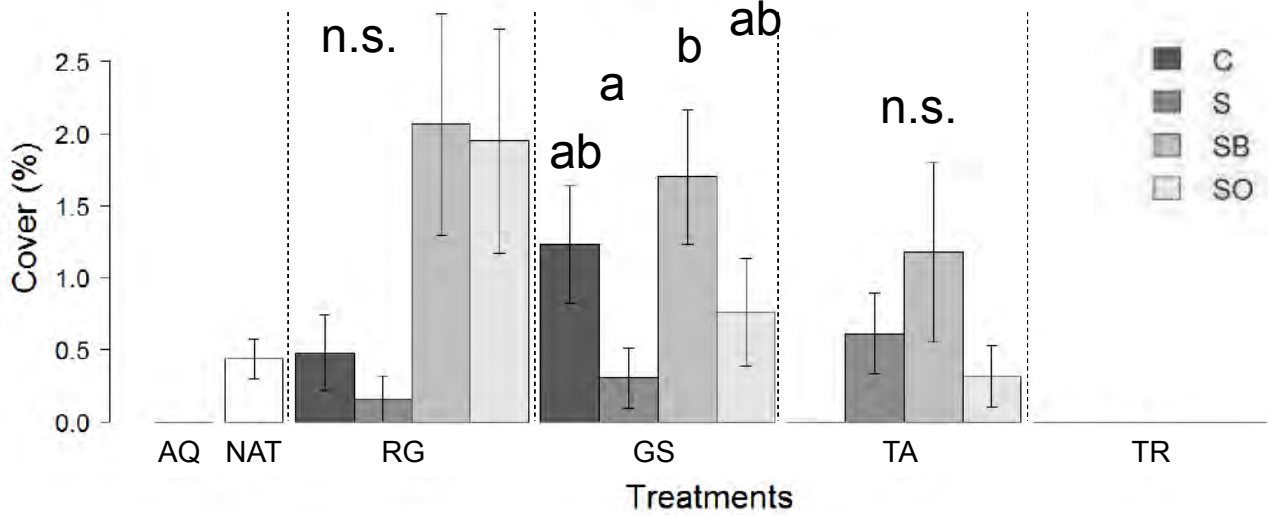 n.s.
ab
a
b
ab
n.s.
C
S
SB
SO
Cover (%)
2.5
2.0
1.5
1.0
0.5
0.0
AQ NAT RG GS TA TR
Treatments